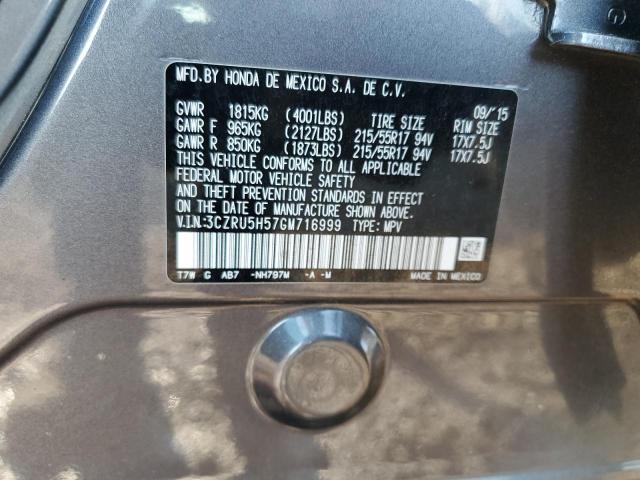 MFD.BY HONDA DE MEXICO S.A. DE C.V.
09/15
GVWR 1815KG (4001LBS) TIRE SIZE RIM SIZE
GAWR F 965KG (2127LBS) 215/55R17 94V 17X7.5J
GAWR R 850KG (1873LBS) 215/55R17 94V 17X7.5J
THIS VEHICLE CONFORMS TO ALL APPLICABLE
FEDERAL MOTOR VEHICLE SAFETY
AND THEFT PREVENTION STANDARDS IN EFFECT
ON THE DATE OF MANUFACTURE SHOWN ABOVE.
V.I.N.:3CZRU5H57GM716999 TYPE: MPV
T7W G AB7 -NH797M -A -M MADE IN MEXICO